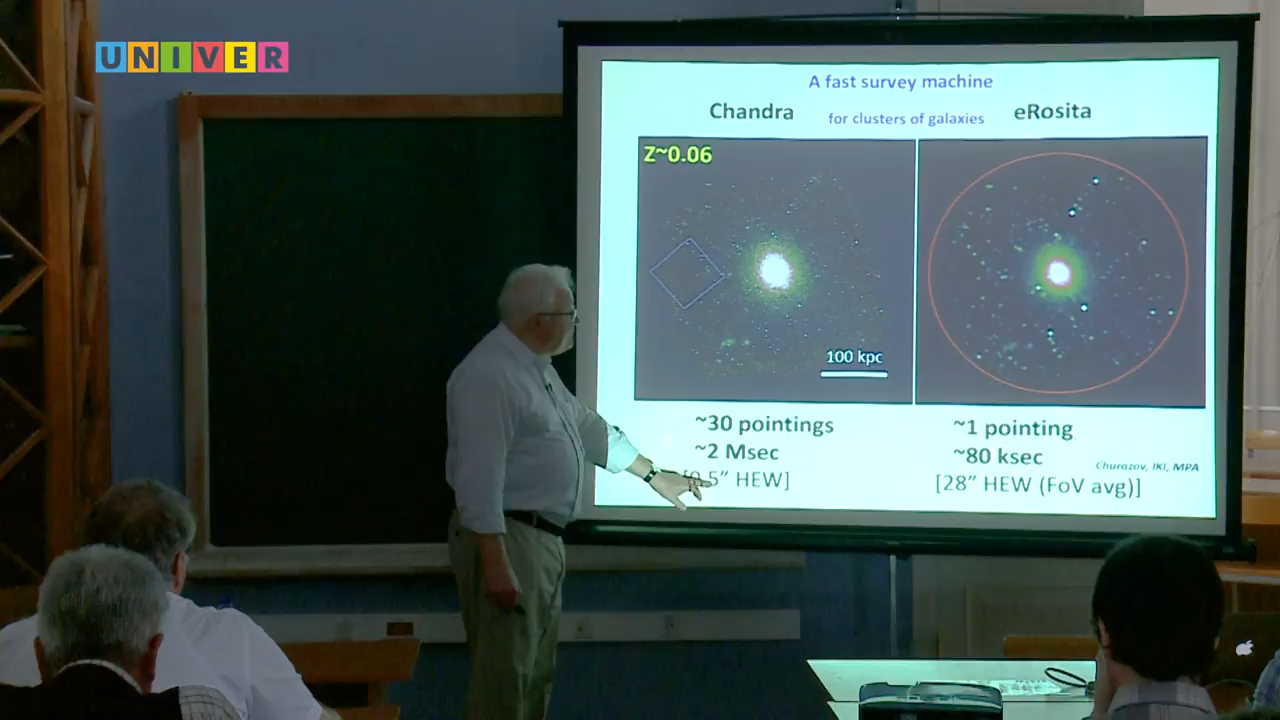 UNIVER
A fast survey machine
Chandra for clusters of galaxies eRosita
Z~0.06
100 kpc
~30 pointings
~2 Msec
5” HEW]
~1 pointing
~80 ksec
Churazov, IKI, MPA
[28” HEW (FoV avg)]